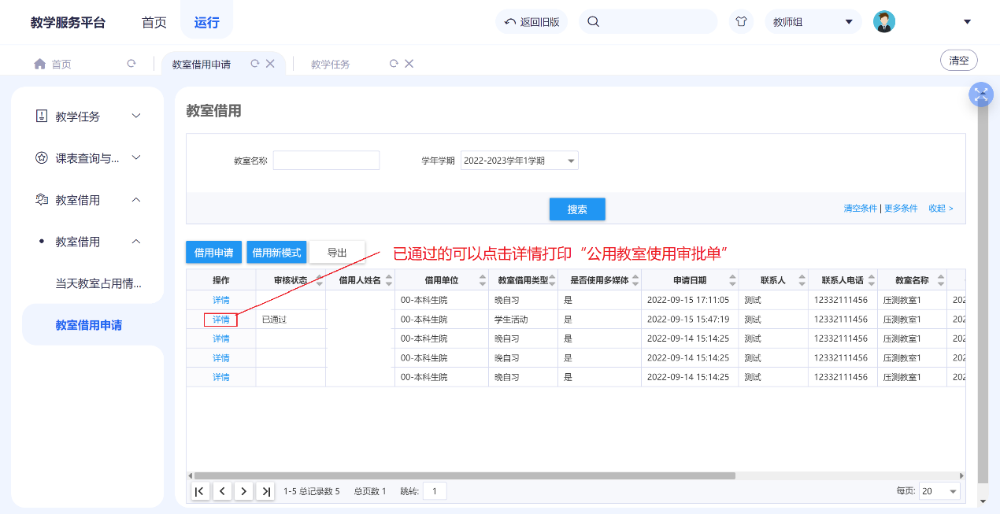 教学服务平台 首页 运行 返回旧版 教师组
首页 教室借用申请 教学任务 清空
教学任务
课表查询与...
教室借用
教室借用
当天教室占用情...
教室借用申请
教室借用
教室名称 学年学期 2022-2023学年1学期
搜索 清空条件 | 更多条件 收起 >
借用申请 借用新模式 导出 已通过的可以点击详情打印“公用教室使用审批单”
操作 审核状态 借用人姓名 借用单位 教室借用类型 是否使用多媒体 申请日期 联系人 联系人电话 教室名称
详情 00-本科生院 晚自习 是 2022-09-15 17:11:05 测试 12332111456 压测教室1 202
详情 已通过 00-本科生院 学生活动 是 2022-09-15 15:47:19 测试 12332111456 压测教室1 202
详情 00-本科生院 晚自习 是 2022-09-14 15:14:25 测试 12332111456 压测教室1 202
详情 00-本科生院 晚自习 是 2022-09-14 15:14:25 测试 12332111456 压测教室1 202
详情 00-本科生院 晚自习 是 2022-09-14 15:14:25 测试 12332111456 压测教室1 202
1-5 总记录数 5 总页数 1 跳转: 1 每页: 20